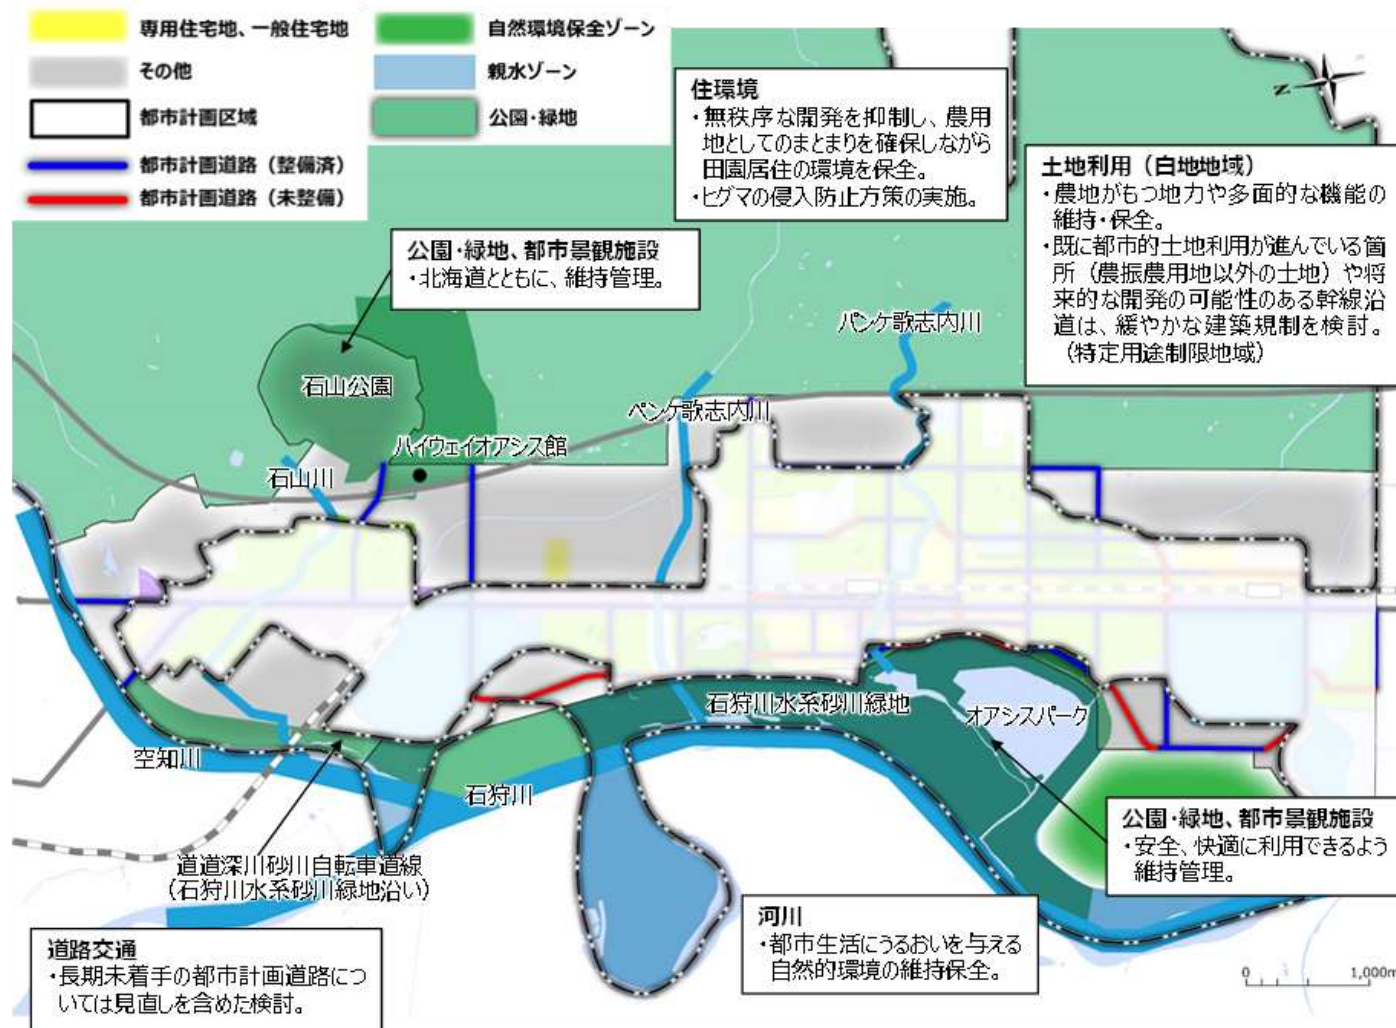 専用住宅地、一般住宅地
その他
都市計画区域
都市計画道路（整備済）
都市計画道路（未整備）
自然環境保全ゾーン
親水ゾーン
公園・緑地
住環境
・無秩序な開発を抑制し、農用
地としてのまとまりを確保しながら
田園居住の環境を保全。
・ヒグマの侵入防止方策の実施。
N
土地利用（白地地域）
・農地がもつ地力や多面的な機能の
維持・保全。
・既に都市的土地利用が進んでいる箇
所（農振農用地以外の土地）や将
来的な開発の可能性のある幹線沿
道は、緩やかな建築規制を検討。
（特定用途制限地域）
公園・緑地、都市景観施設
・北海道とともに、維持管理。
パンケ歌志内川
石山公園
ペンケ歌志内川
ハイウェイオアシス館
石山川
石狩川水系砂川緑地
オアシスパーク
空知川
石狩川
道道深川砂川自転車道線
（石狩川水系砂川緑地沿い）
公園・緑地、都市景観施設
・安全、快適に利用できるよう
維持管理。
河川
・都市生活にうるおいを与える
自然的環境の維持保全。
道路交通
・長期未着手の都市計画道路につ
いては見直しを含めた検討。
0 1,000m